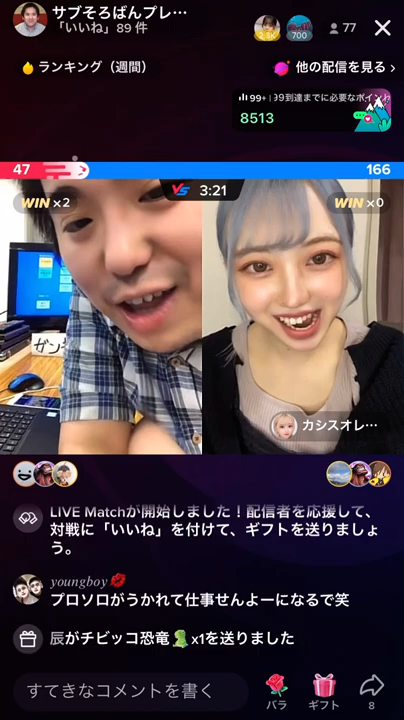 サブそろばんプレ…
「いいね」89 件
700
77
ランキング（週間）
他の配信を見る
99+
99到達までに必要なポイント
8513
47
166
WIN ×2
VS 3:21
WIN ×0
ガン
カシスオレ…
LIVE Matchが開始しました！配信者を応援して、
対戦に「いいね」を付けて、ギフトを送りましょ
う。
youngboy💋
プロソロがうかれて仕事せんよーになるで笑
辰がチビッコ恐竜🦖x1を送りました
すてきなコメントを書く
バラ
ギフト
8